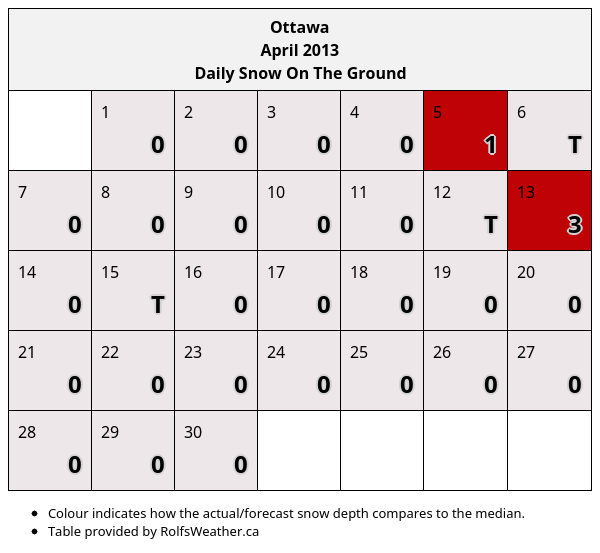 Ottawa
April 2013
Daily Snow On The Ground
1 2 3 4 5 6
0 0 0 0 1 T
7 8 9 10 11 12 13
0 0 0 0 0 T 3
14 15 16 17 18 19 20
0 T 0 0 0 0 0
21 22 23 24 25 26 27
0 0 0 0 0 0 0
28 29 30
0 0 0
• Colour indicates how the actual/forecast snow depth compares to the median.
• Table provided by RolfsWeather.ca